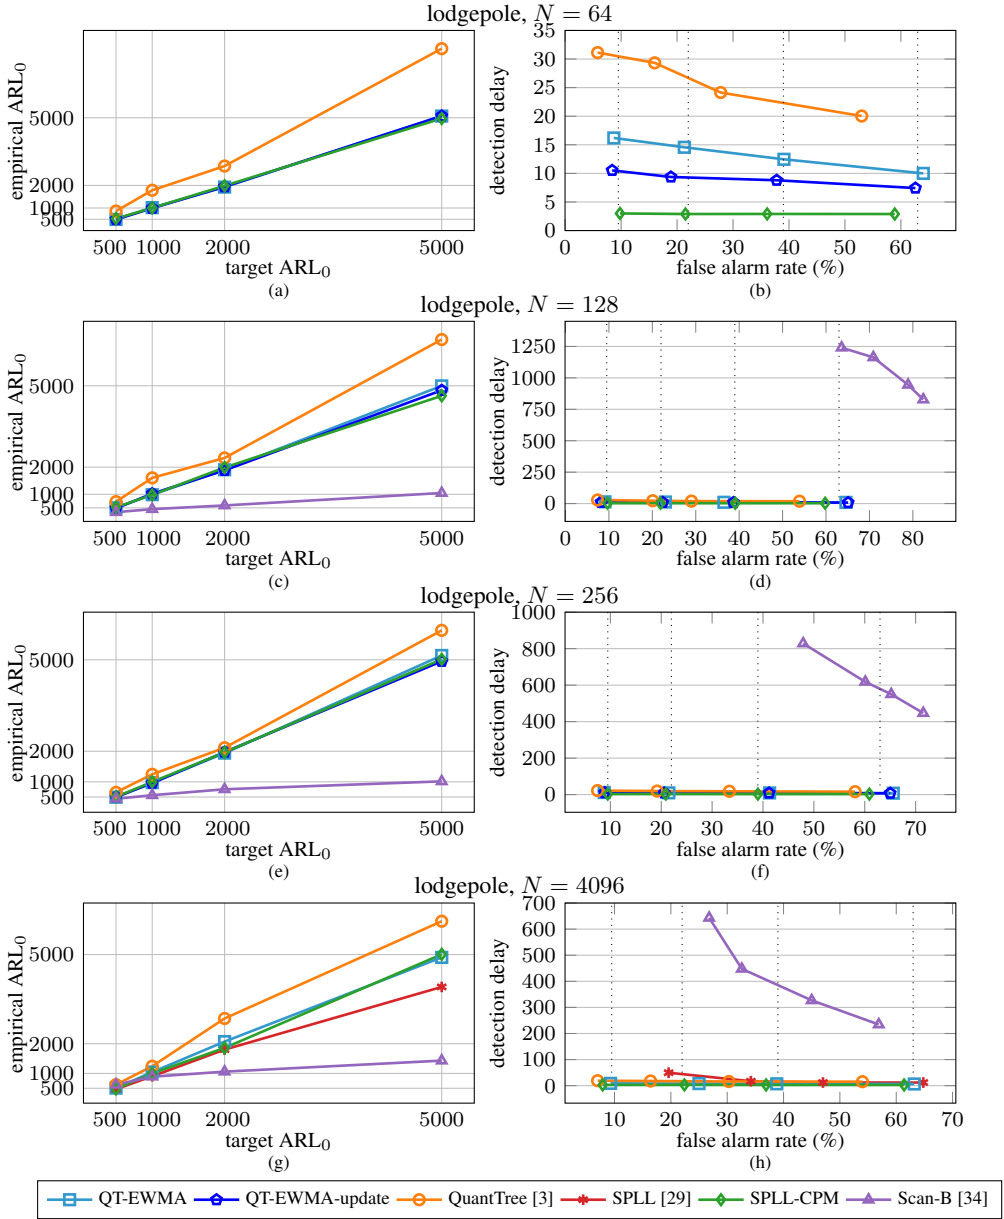 lodgepole, N = 64
empirical ARL0
5000
2000
1000
500
500 1000 2000 5000
target ARL0
(a)
detection delay
35
30
25
20
15
10
5
0
0 10 20 30 40 50 60
false alarm rate (%)
(b)
lodgepole, N = 128
empirical ARL0
5000
2000
1000
500
500 1000 2000 5000
target ARL0
(c)
detection delay
1250
1000
750
500
250
0
0 10 20 30 40 50 60 70 80
false alarm rate (%)
(d)
lodgepole, N = 256
empirical ARL0
5000
2000
1000
500
500 1000 2000 5000
target ARL0
(e)
detection delay
1000
800
600
400
200
0
10 20 30 40 50 60 70
false alarm rate (%)
(f)
lodgepole, N = 4096
empirical ARL0
5000
2000
1000
500
500 1000 2000 5000
target ARL0
(g)
detection delay
700
600
500
400
300
200
100
0
10 20 30 40 50 60 70
false alarm rate (%)
(h)
QT-EWMA QT-EWMA-update QuantTree [3] SPLL [29] SPLL-CPM Scan-B [34]